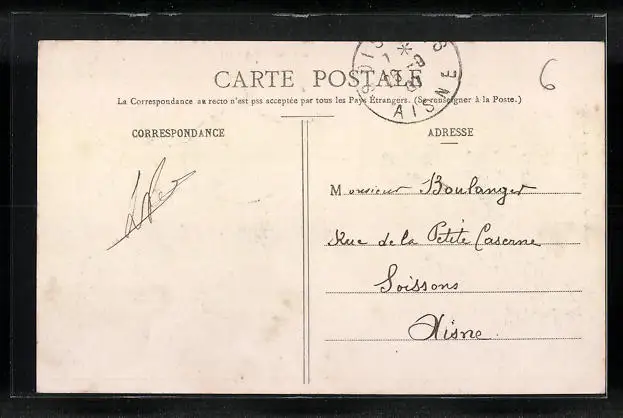 6
CARTE POSTALE
La Correspondance au recto n'est pas acceptée par tous les Pays Étrangers. (Se renseigner à la Poste.)
CORRESPONDANCE
ADRESSE
AISNE
Monsieur Boulanger
Rue de la Petite Caserne
Soissons
Aisne